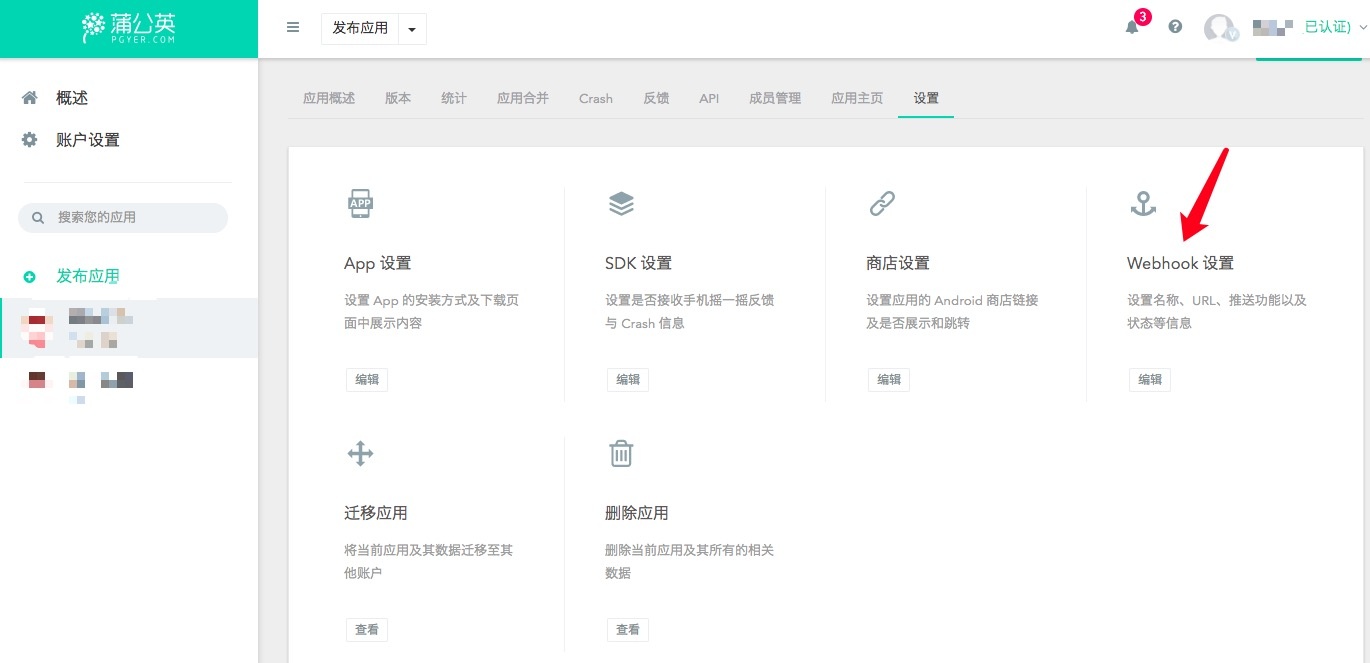 蒲公英
PGYER.COM
发布应用
3
已认证)
概述
账户设置
搜索您的应用
发布应用
应用概述 版本 统计 应用合并 Crash 反馈 API 成员管理 应用主页 设置
APP
App 设置
设置 App 的安装方式及下载页
面中展示内容
编辑
SDK 设置
设置是否接收手机摇一摇反馈
与 Crash 信息
编辑
商店设置
设置应用的 Android 商店链接
及是否展示和跳转
编辑
Webhook 设置
设置名称、URL、推送功能以及
状态等信息
编辑
迁移应用
将当前应用及其数据迁移至其
他账户
查看
删除应用
删除当前应用及其所有的相关
数据
查看